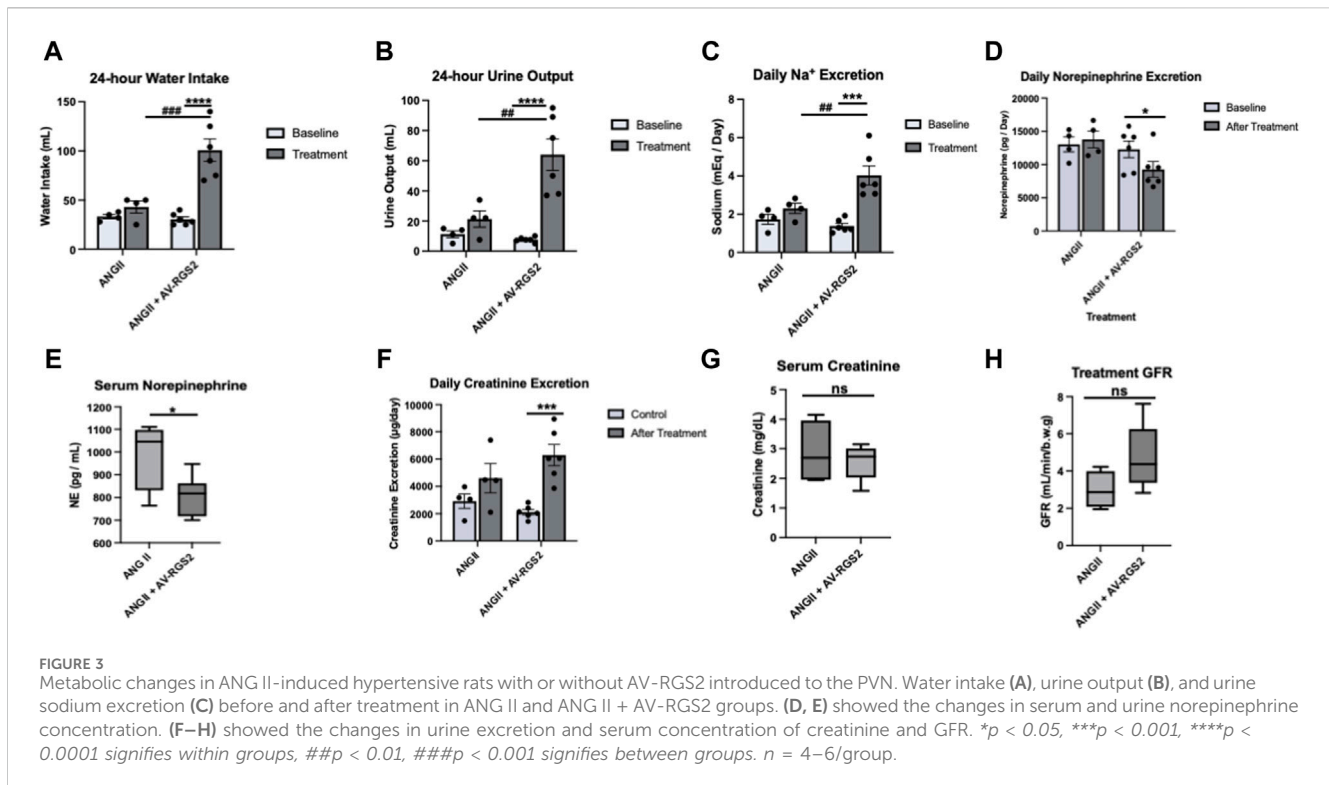 A
24-hour Water Intake
Water Intake (mL)
150
100
50
0
###
****
Baseline
Treatment
ANGII
ANGII + AV-RGS2
B
24-hour Urine Output
Urine Output (mL)
100
80
60
40
20
0
##
****
Baseline
Treatment
ANGII
ANGII + AV-RGS2
C
Daily Na⁺ Excretion
Sodium (mEq / Day)
8
6
4
2
0
##
***
Baseline
Treatment
ANGII
ANGII + AV-RGS2
D
Daily Norepinephrine Excretion
Norepinephrine (pg / Day)
20000
15000
10000
5000
0
*
Baseline
After Treatment
ANGII
ANGII + AV-RGS2
Treatment
E
Serum Norepinephrine
NE (pg / mL)
1200
1100
1000
900
800
700
600
*
ANG II
ANG II + AV-RGS2
F
Daily Creatinine Excretion
Creatinine Excretion (µg/day)
10000
8000
6000
4000
2000
0
***
Control
After Treatment
ANGII
ANGII + AV-RGS2
G
Serum Creatinine
Creatinine (mg/dL)
5
4
3
2
1
0
ns
ANGII
ANGII + AV-RGS2
H
Treatment GFR
GFR (mL/min/b.w.g)
10
8
6
4
2
0
ns
ANGII
ANGII + AV-RGS2
FIGURE 3
Metabolic changes in ANG II-induced hypertensive rats with or without AV-RGS2 introduced to the PVN. Water intake (A), urine output (B), and urine
sodium excretion (C) before and after treatment in ANG II and ANG II + AV-RGS2 groups. (D, E) showed the changes in serum and urine norepinephrine
concentration. (F–H) showed the changes in urine excretion and serum concentration of creatinine and GFR. *p < 0.05, ***p < 0.001, ****p <
0.0001 signifies within groups, ##p < 0.01, ###p < 0.001 signifies between groups. n = 4–6/group.